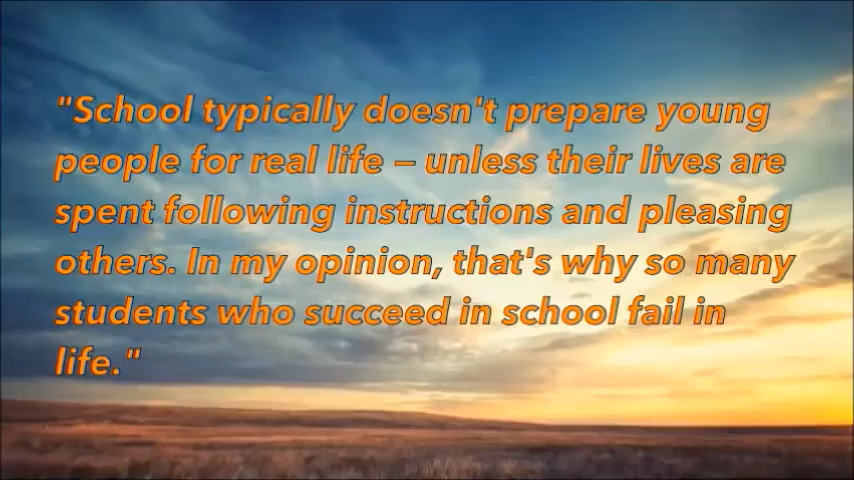 "School typically doesn't prepare young
people for real life – unless their lives are
spent following instructions and pleasing
others. In my opinion, that's why so many
students who succeed in school fail in
life."